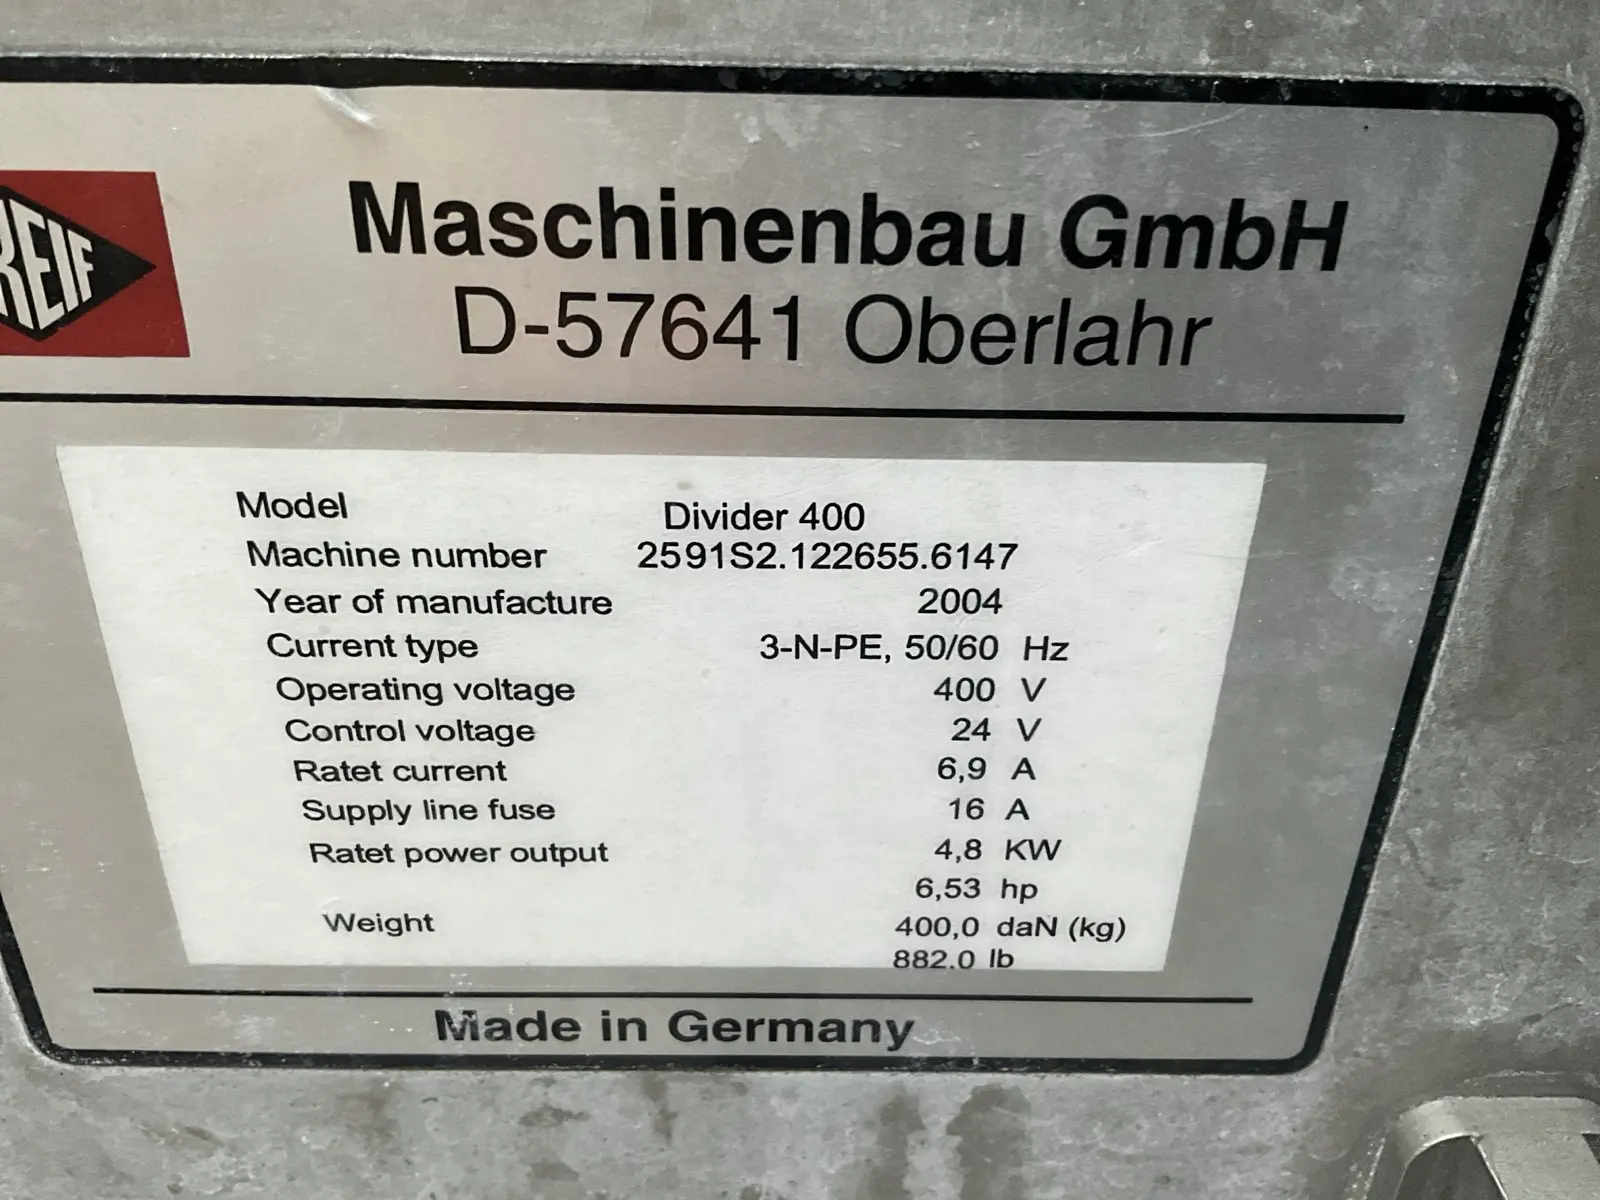 REIF
Maschinenbau GmbH
D-57641 Oberlahr
Model Divider 400
Machine number 2591S2.122655.6147
Year of manufacture 2004
Current type 3-N-PE, 50/60 Hz
Operating voltage 400 V
Control voltage 24 V
Ratet current 6,9 A
Supply line fuse 16 A
Ratet power output 4,8 KW
6,53 hp
Weight 400,0 daN (kg)
882.0 lb
Made in Germany